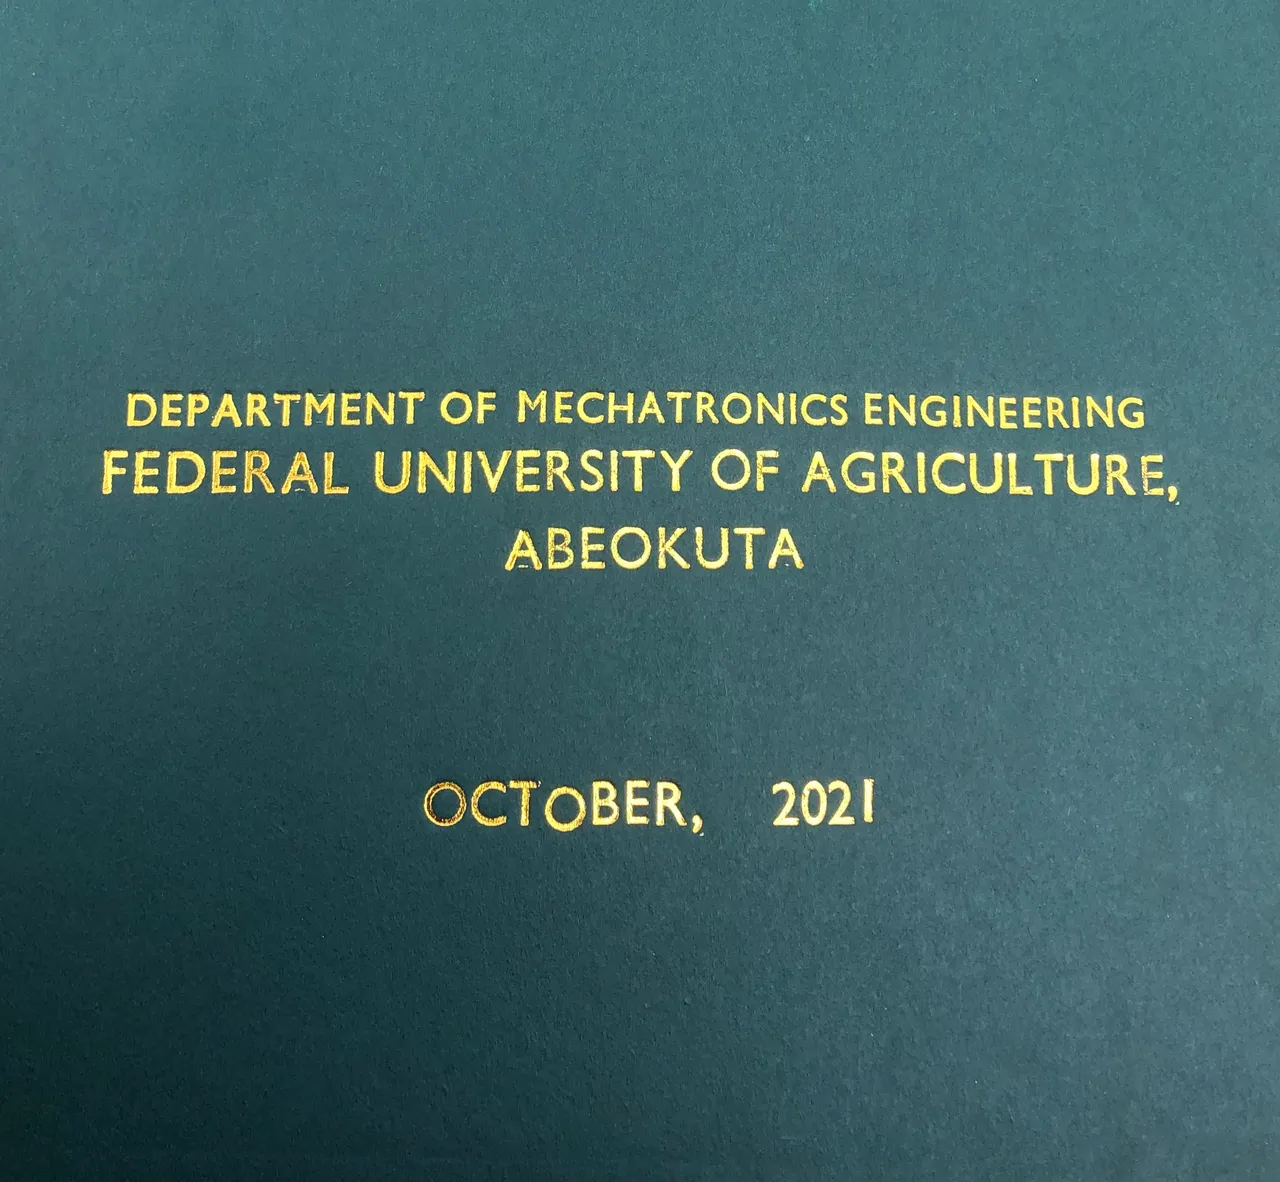 DEPARTMENT OF MECHATRONICS ENGINEERING
FEDERAL UNIVERSITY OF AGRICULTURE,
ABEOKUTA
OCTOBER, 2021